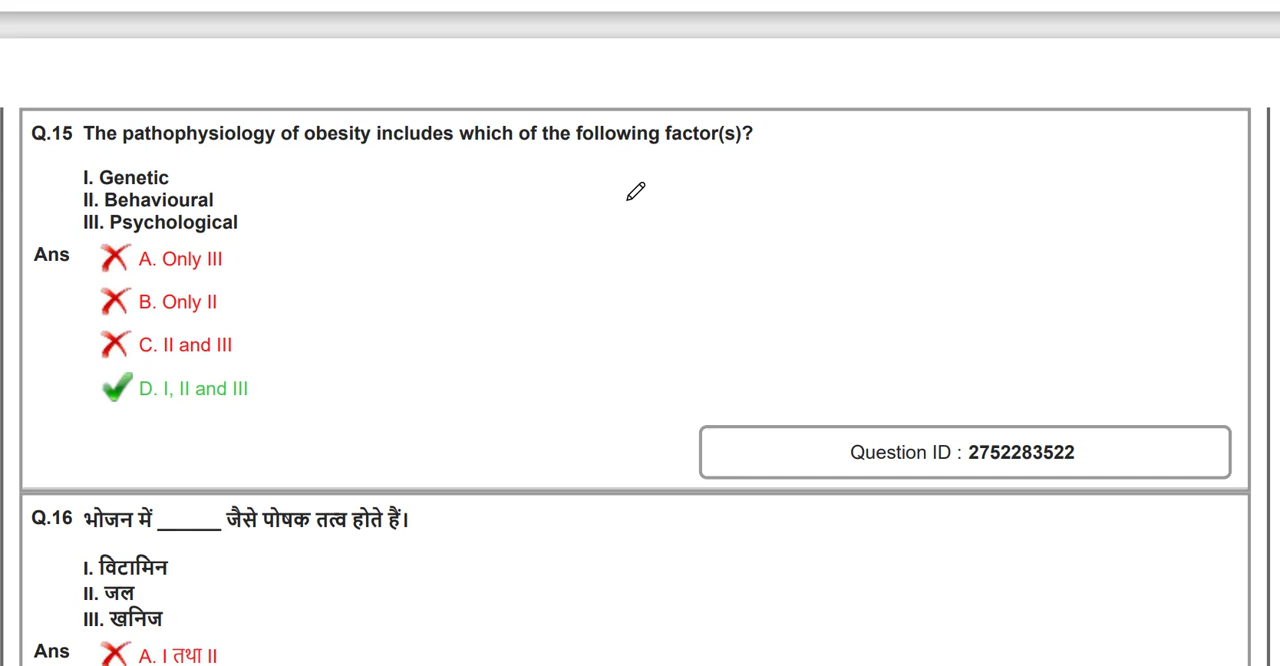 Q.15 The pathophysiology of obesity includes which of the following factor(s)?
I. Genetic
II. Behavioural
III. Psychological
Ans A. Only III
B. Only II
C. II and III
D. I, II and III
Question ID : 2752283522
Q.16 भोजन में ______ जैसे पोषक तत्व होते हैं।
I. विटामिन
II. जल
III. खनिज
Ans A. I तथा II